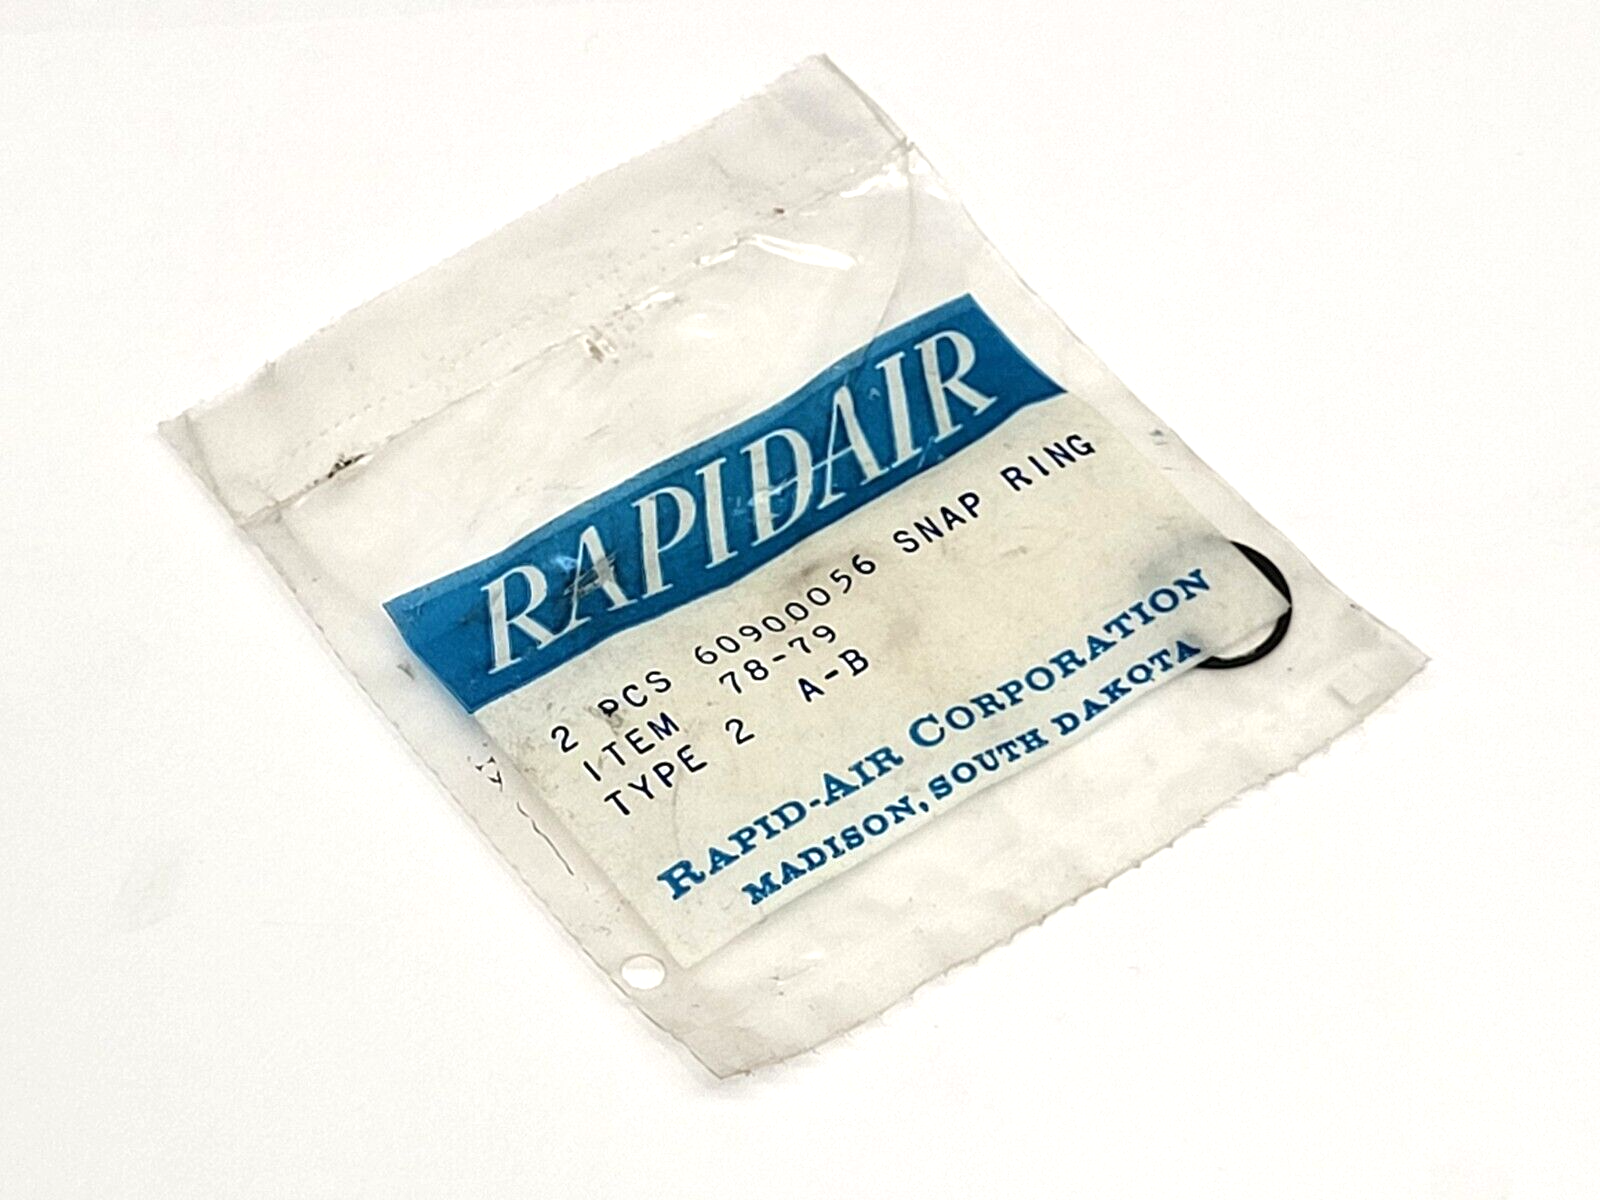 RAPIDAIR
2 PCS 60900056 SNAP RING
ITEM 78-79
TYPE 2 A-B
RAPID-AIR CORPORATION
MADISON, SOUTH DAKOTA